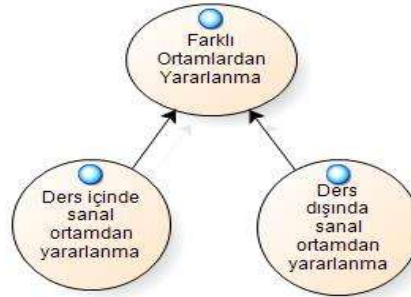 Farklı
Ortamlardan
Yararlanma
Ders içinde
sanal
ortamdan
yararlanma
Ders
dışında
sanal
ortamdan
yararlanma